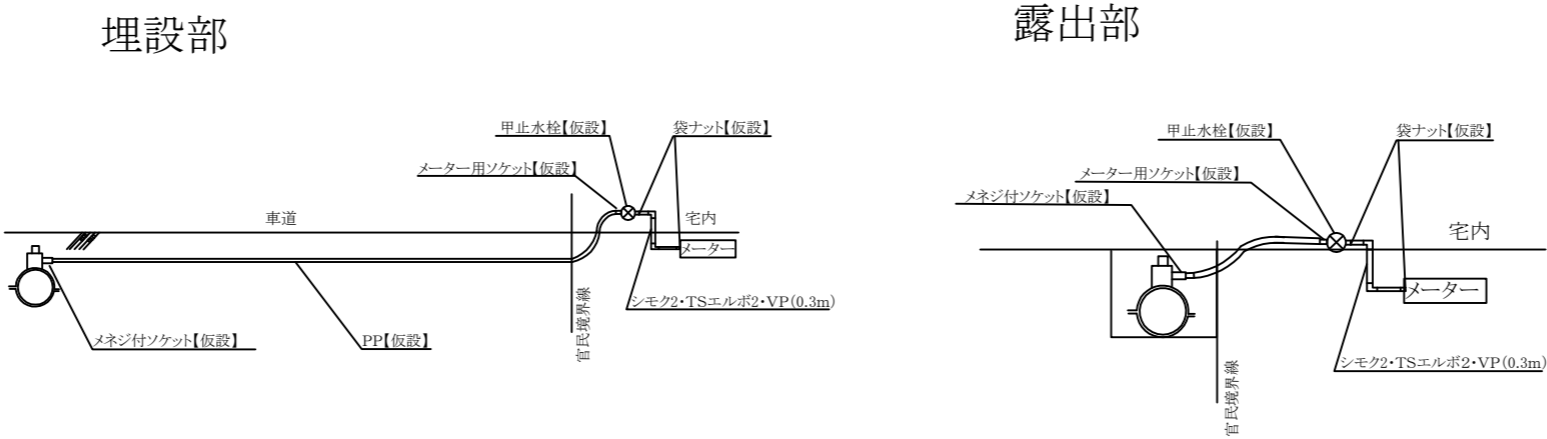 埋設部
甲止水栓【仮設】
袋ナット【仮設】
メーター用ソケット【仮設】
車道
宅内
メーター
シモク2・TSエルボ2・VP(0.3m)
官民境界線
メネジ付ソケット【仮設】
PP【仮設】
露出部
甲止水栓【仮設】
袋ナット【仮設】
メーター用ソケット【仮設】
メネジ付ソケット【仮設】
宅内
メーター
シモク2・TSエルボ2・VP(0.3m)
官民境界線